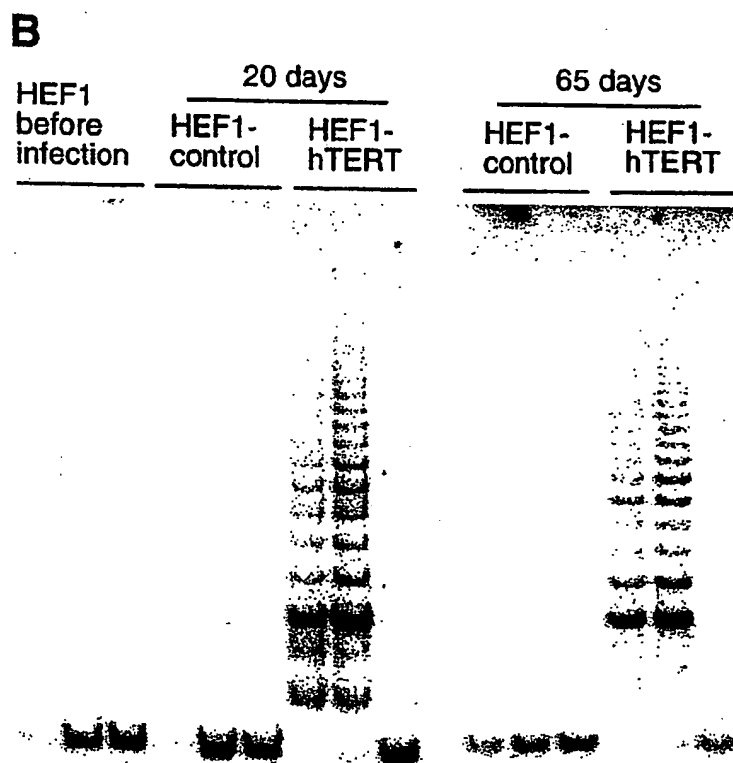 B
20 days
65 days
HEF1
before
infection
HEF1-
control
HEF1-
hTERT
HEF1-
control
HEF1-
hTERT